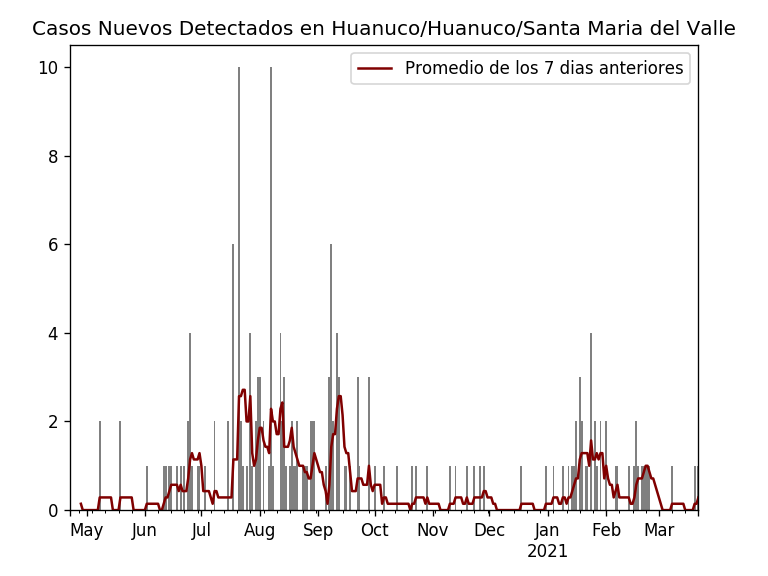 Casos Nuevos Detectados en Huanuco/Huanuco/Santa Maria del Valle
Promedio de los 7 dias anteriores
10
8
6
4
2
0
May Jun Jul Aug Sep Oct Nov Dec Jan Feb Mar
2021